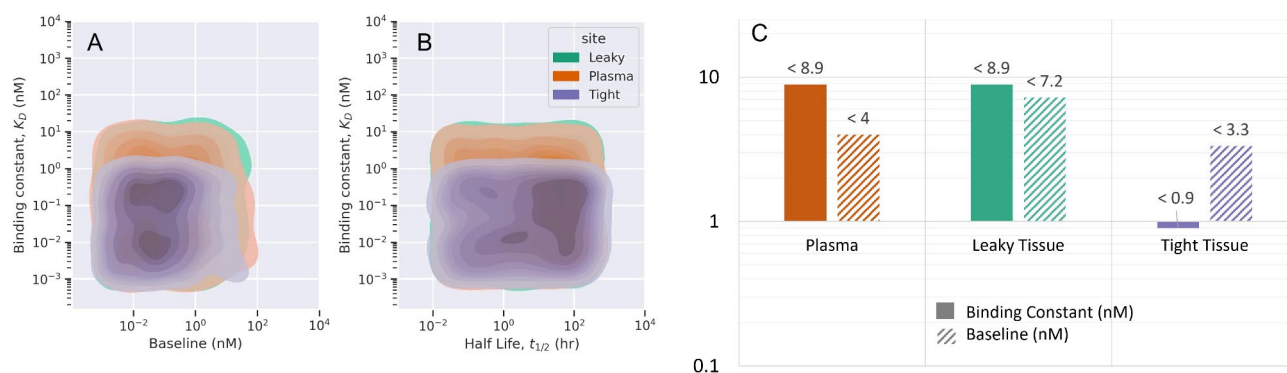 A
Binding constant, K_D (nM)
10^4
10^3
10^2
10^1
10^0
10^-1
10^-2
10^-3
10^-2 10^0 10^2 10^4
Baseline (nM)
B
Binding constant, K_D (nM)
10^4
10^3
10^2
10^1
10^0
10^-1
10^-2
10^-3
site
Leaky
Plasma
Tight
10^-2 10^0 10^2 10^4
Half Life, t_1/2 (hr)
C
10
1
0.1
< 8.9
< 4
< 8.9
< 7.2
< 0.9
< 3.3
Plasma
Leaky Tissue
Tight Tissue
Binding Constant (nM)
Baseline (nM)